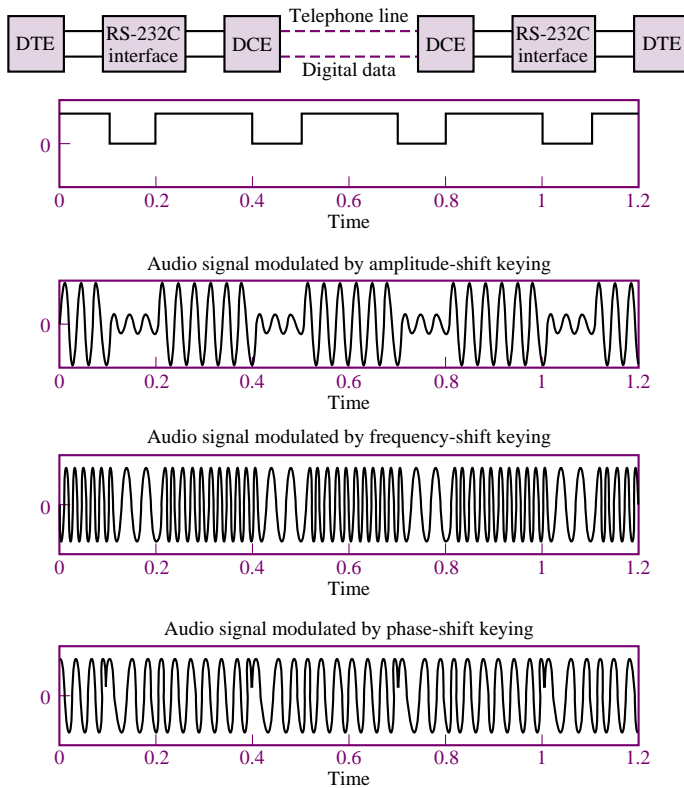 Telephone line
DTE
RS-232C
interface
DCE
DCE
RS-232C
interface
DTE
Digital data
0
0 0.2 0.4 0.6 0.8 1 1.2
Time
Audio signal modulated by amplitude-shift keying
0
0 0.2 0.4 0.6 0.8 1 1.2
Time
Audio signal modulated by frequency-shift keying
0
0 0.2 0.4 0.6 0.8 1 1.2
Time
Audio signal modulated by phase-shift keying
0
0 0.2 0.4 0.6 0.8 1 1.2
Time